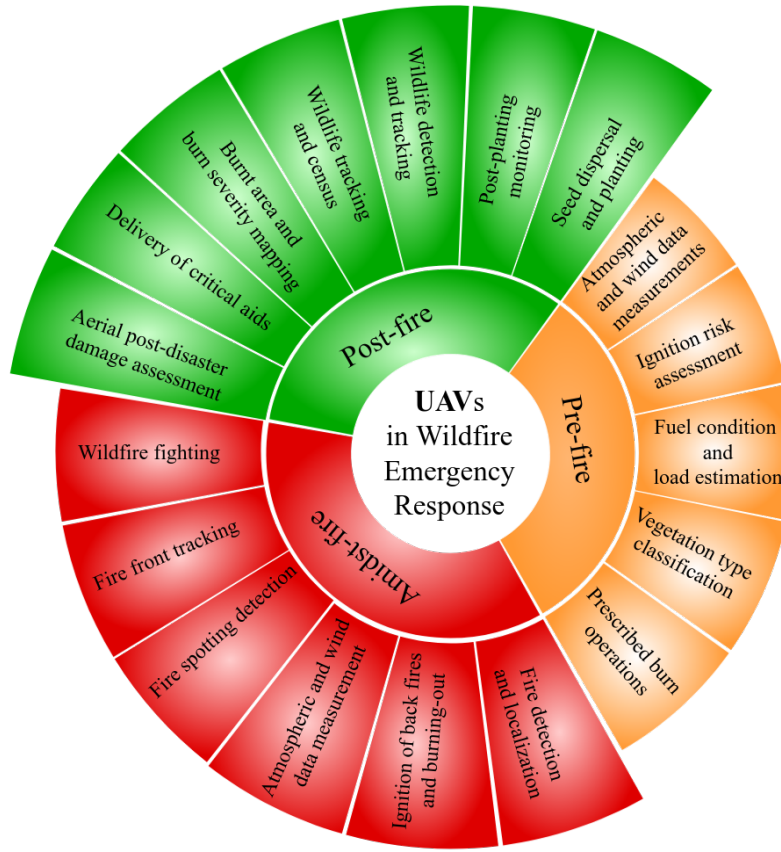 UAVs
in Wildfire
Emergency
Response
Pre-fire
Atmospheric
and wind data
measurements
Ignition risk
assessment
Fuel condition
and
load estimation
Vegetation type
classification
Prescribed burn
operations
Amidst-fire
Fire detection
and localization
Ignition of back fires
and burning-out
Atmospheric and wind
data measurement
Fire spotting detection
Fire front tracking
Wildfire fighting
Post-fire
Aerial post-disaster
damage assessment
Delivery of critical aids
Burnt area and
burn severity mapping
Wildlife tracking
and census
Wildlife detection
and tracking
Post-planting
monitoring
Seed dispersal
and planting